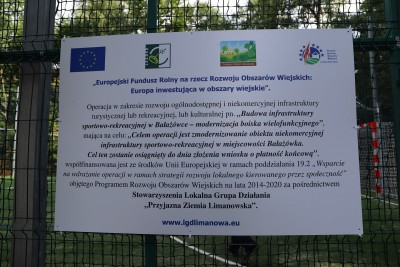 „Europejski Fundusz Rolny na rzecz Rozwoju Obszarów Wiejskich:
Europa inwestująca w obszary wiejskie”.
Operacja w zakresie rozwoju ogólnodostępnej i niekomercyjnej infrastruktury
turystycznej lub rekreacyjnej, lub kulturalnej pn. „Budowa infrastruktury
sportowo-rekreacyjnej w Bałażówce – modernizacja boiska wielofunkcyjnego”,
mająca na celu: „Celem operacji jest zmodernizowanie obiektu niekomercyjnej
infrastruktury sportowo-rekreacyjnej w miejscowości Bałażówka.
Cel ten zostanie osiągnięty do dnia złożenia wniosku o płatność końcową”,
współfinansowana jest ze środków Unii Europejskiej w ramach poddziałania 19.2 „Wsparcie
na wdrażanie operacji w ramach strategii rozwoju lokalnego kierowanego przez społeczność”
objętego Programem Rozwoju Obszarów Wiejskich na lata 2014-2020 za pośrednictwem
Stowarzyszenia Lokalna Grupa Działania
„Przyjazna Ziemia Limanowska”.
www.lgdlimanowa.eu